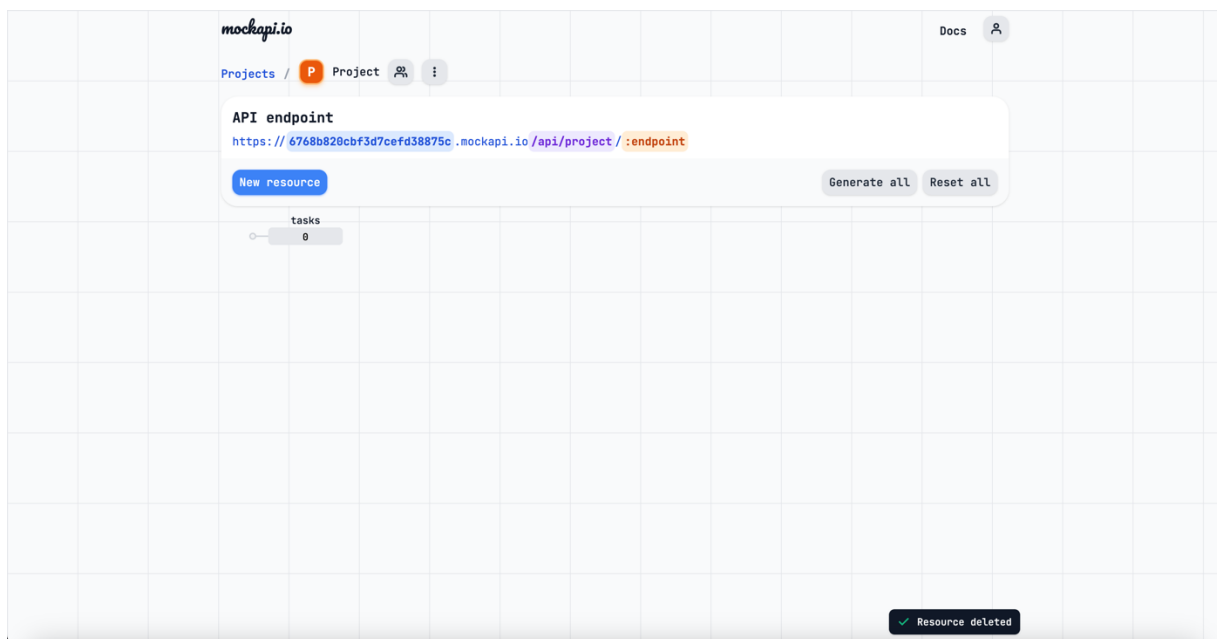 mockapi.io
Docs
Projects / P Project
API endpoint
https://6768b820cbf3d7cefd38875c.mockapi.io/api/project/:endpoint
New resource
Generate all
Reset all
tasks
0
Resource deleted